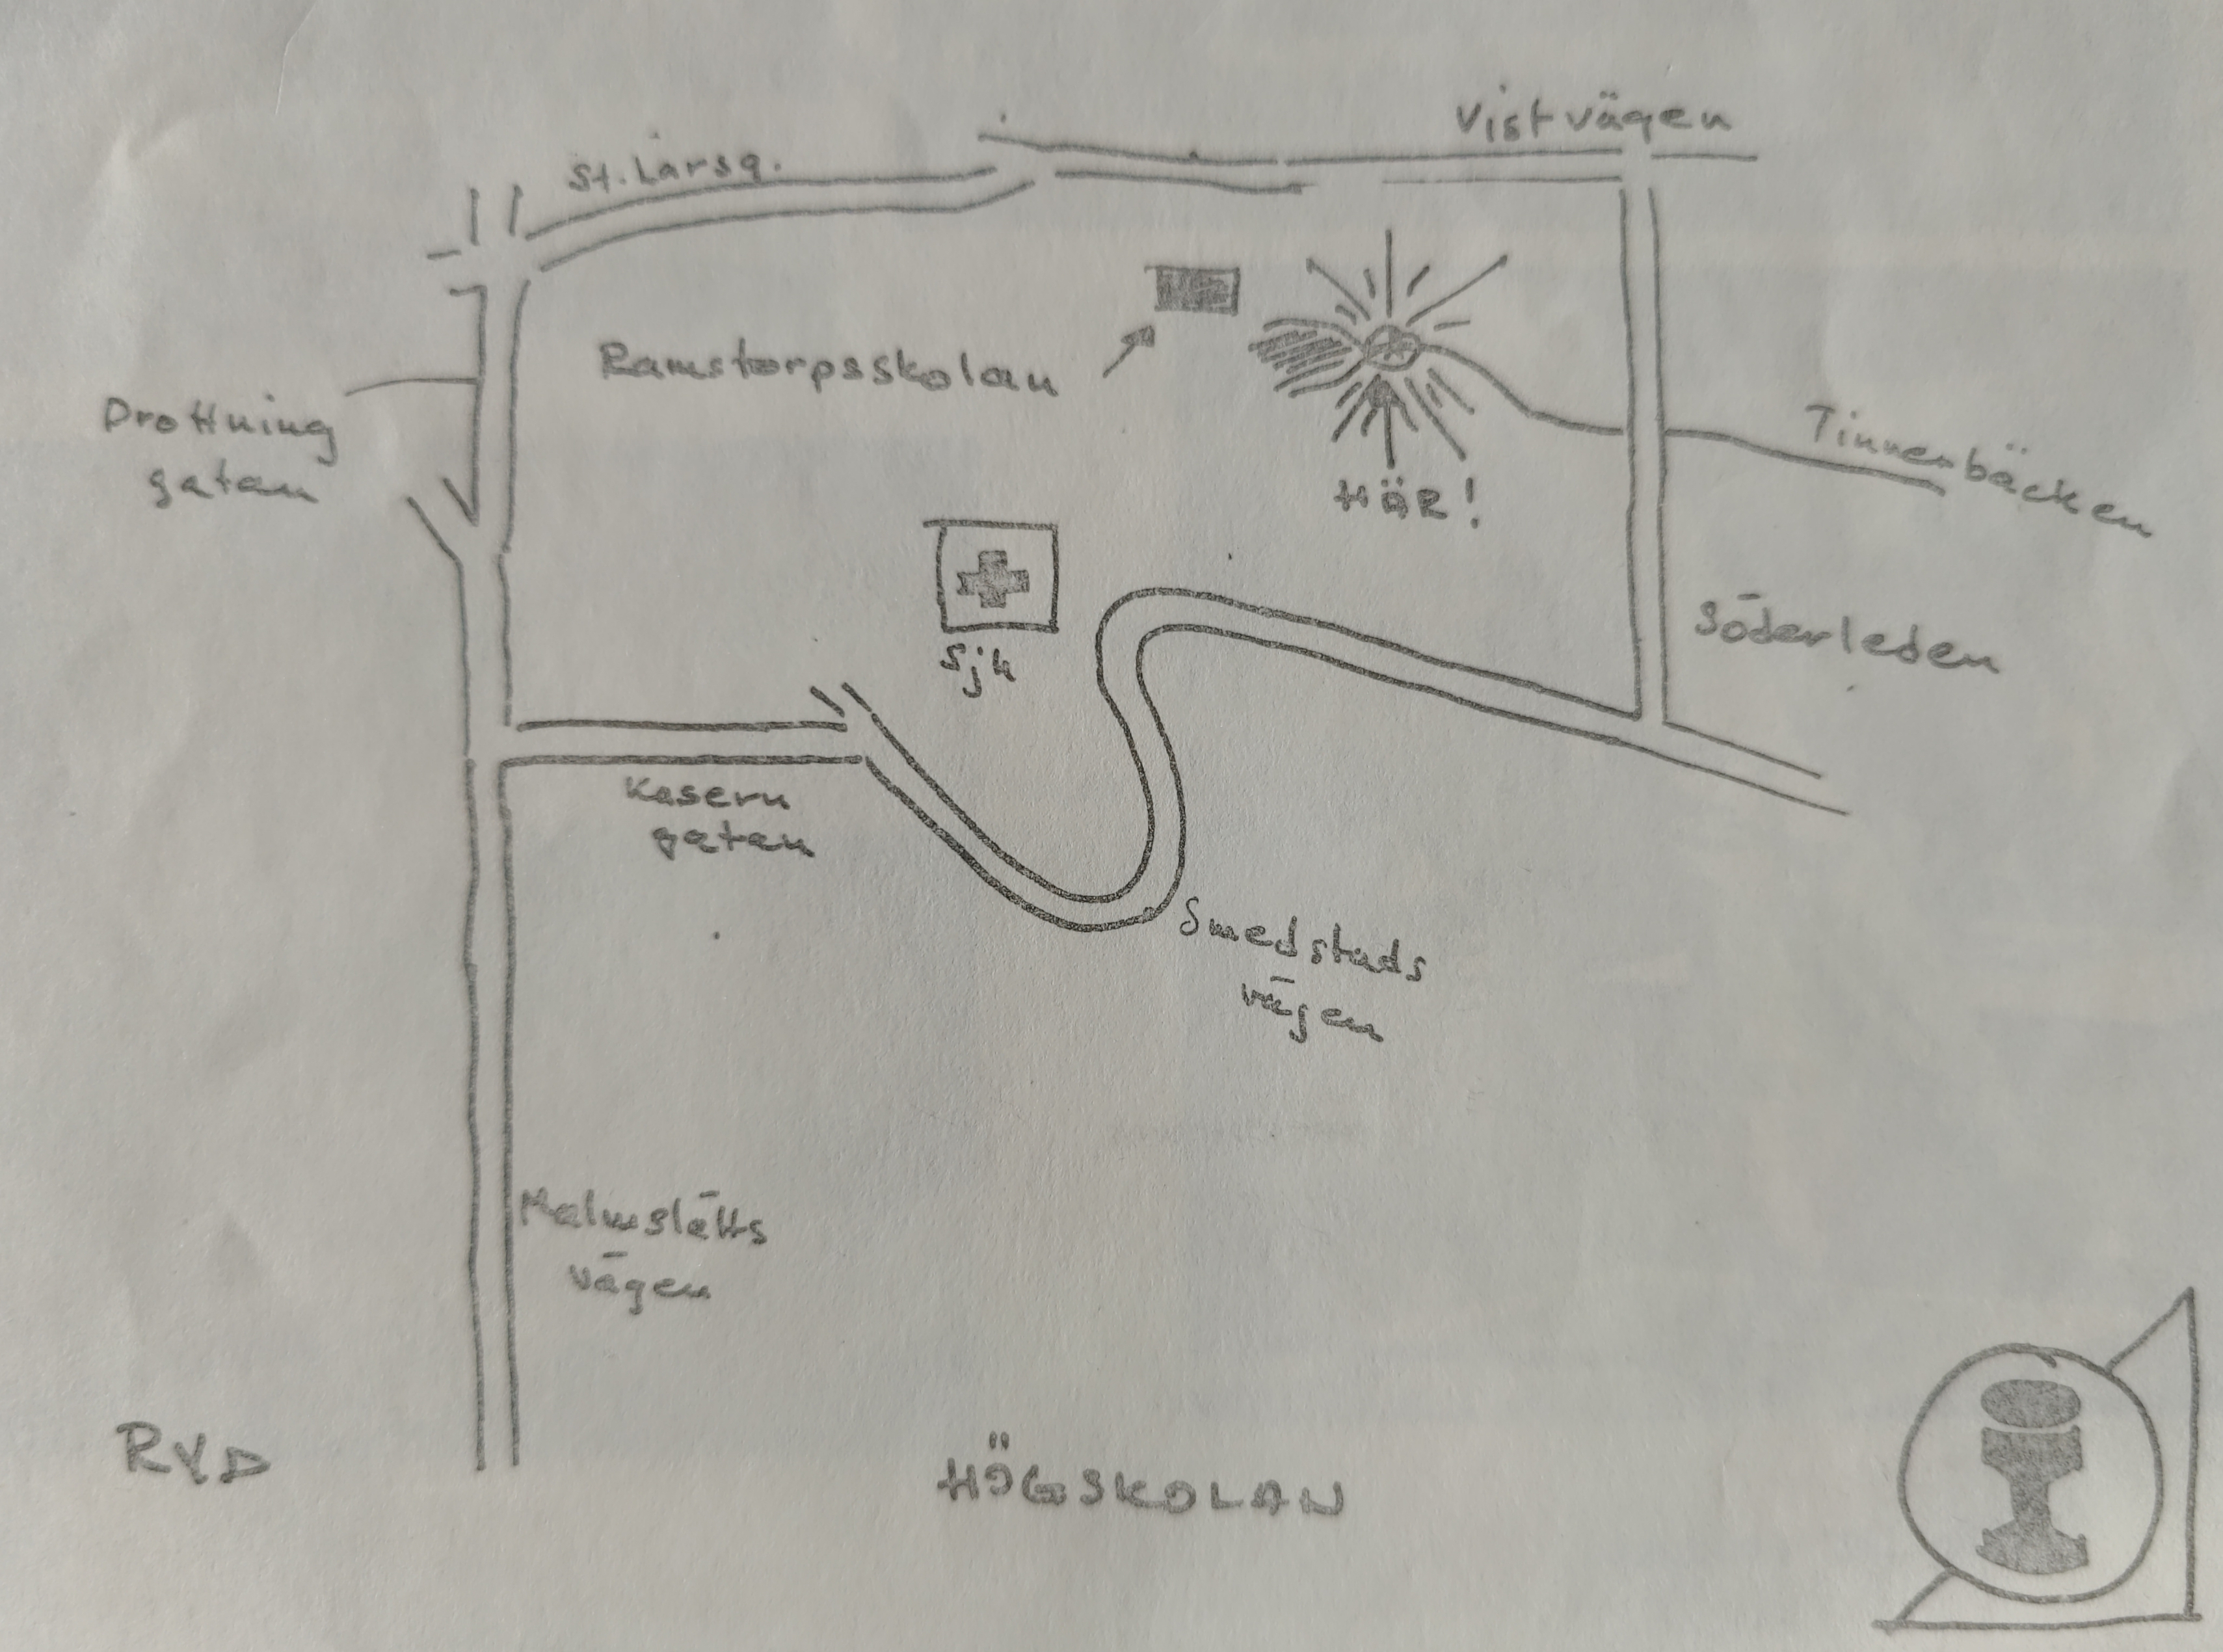 Vistvägen
St. Larsg.
Ramstorpsskolan
Drottning
gatan
HÄR!
Tinnerbäcken
Sjh
Söderleden
Kasern
gatan
Smedstads
vägen
Malmslätts
vägen
RYD
HÖGSKOLAN
I